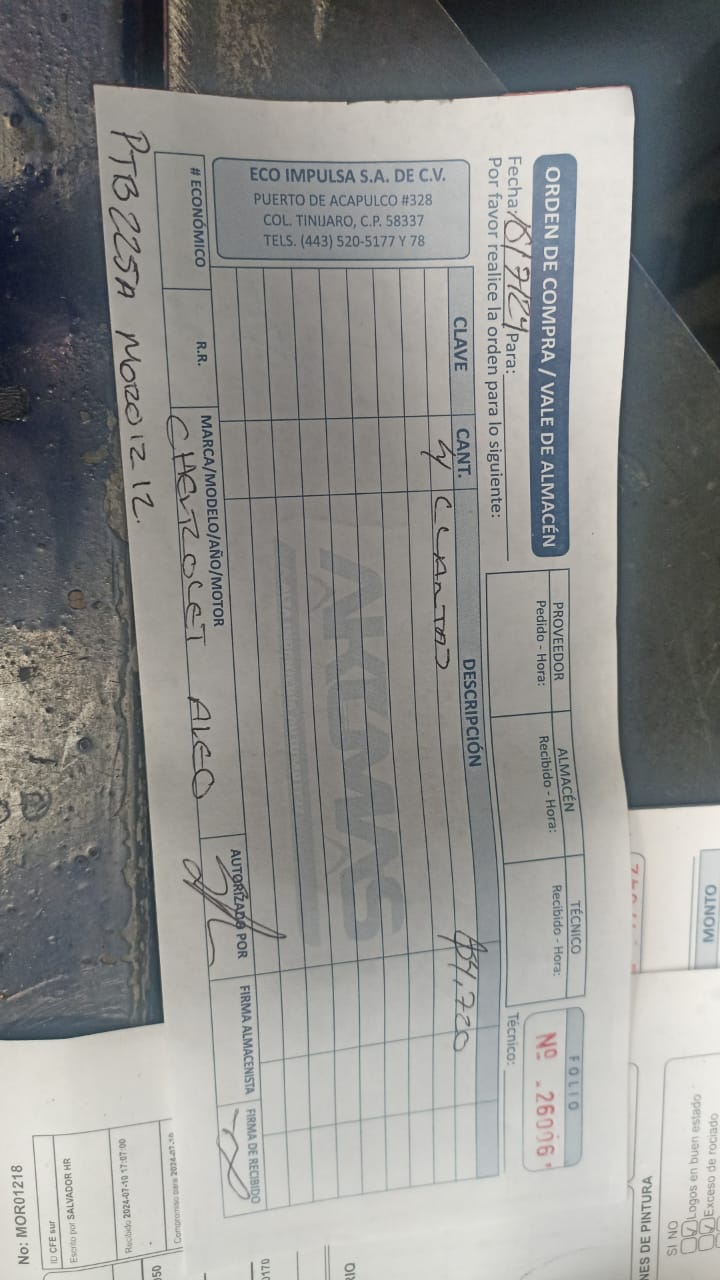 ORDEN DE COMPRA / VALE DE ALMACÉN
Fecha: 15/7/24 Para:
Por favor realice la orden para lo siguiente:
PROVEEDOR
Pedido - Hora:
ALMACÉN
Recibido - Hora:
TÉCNICO
Recibido - Hora:
FOLIO
Nº 26006
Técnico:
ECO IMPULSA S.A. DE C.V.
PUERTO DE ACAPULCO #328
COL. TINIJARO, C.P. 58337
TELS. (443) 520-5177 Y 78
CLAVE CANT. DESCRIPCIÓN
4 LLANTAS $4,720
AKUMAS
# ECONÓMICO R.R. MARCA/MODELO/AÑO/MOTOR AUTORIZADO POR FIRMA ALMACENISTA FIRMA DE RECIBIDO
CHEVROLET AVEO
PTB225A MOR01212
No: MOR01218
ID CFE sur
Escrito por SALVADOR HR
Recibido 2024-07-10 17:07:00
Compromiso para 2024-07-10
MONTO
NES DE PINTURA
SI NO
Logos en buen estado
Exceso de rociado